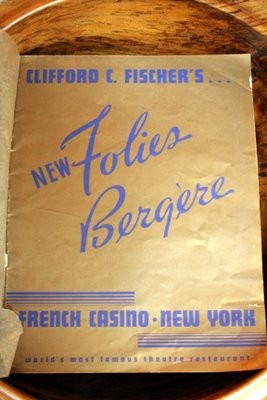 CLIFFORD C. FISCHER'S...
NEW Folies
Bergère
FRENCH CASINO • NEW YORK
world's most famous theatre restaurant